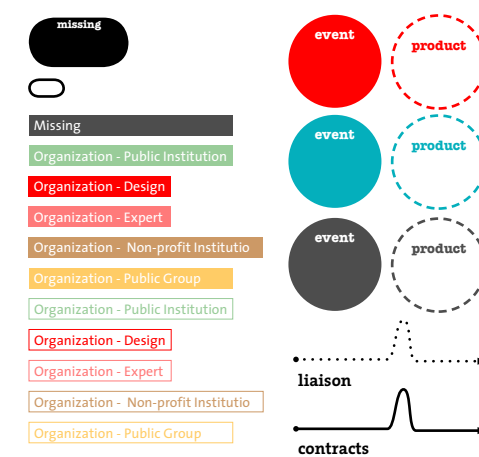 missing
Missing
Organization - Public Institution
Organization - Design
Organization - Expert
Organization -  Non-profit Institutio
Organization - Public Group
Organization - Public Institution
Organization - Design
Organization - Expert
Organization -  Non-profit Institutio
Organization - Public Group
event
product
event
product
event
product
liaison
contracts